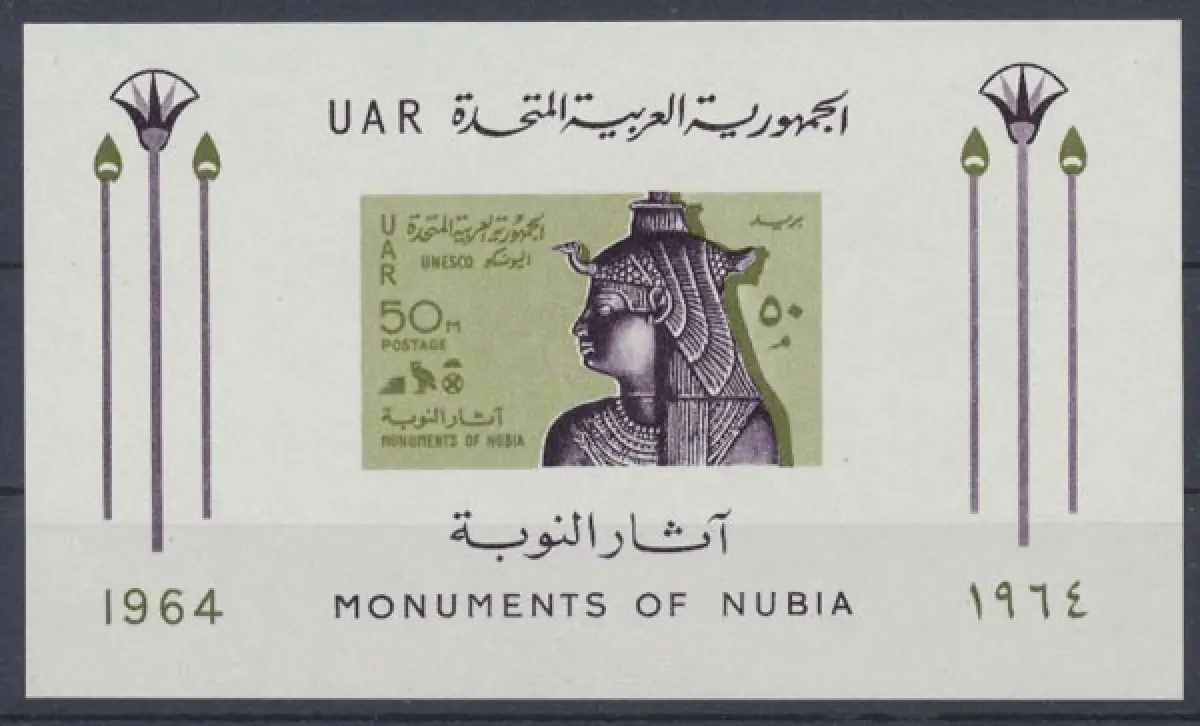 UAR الجمهورية العربية المتحدة
UAR الجمهورية العربية المتحدة
بريد
UNESCO اليونسكو
50M
٥٠
م
POSTAGE
آثار النوبة
MONUMENTS OF NUBIA
آثار النوبة
1964
MONUMENTS OF NUBIA
١٩٦٤